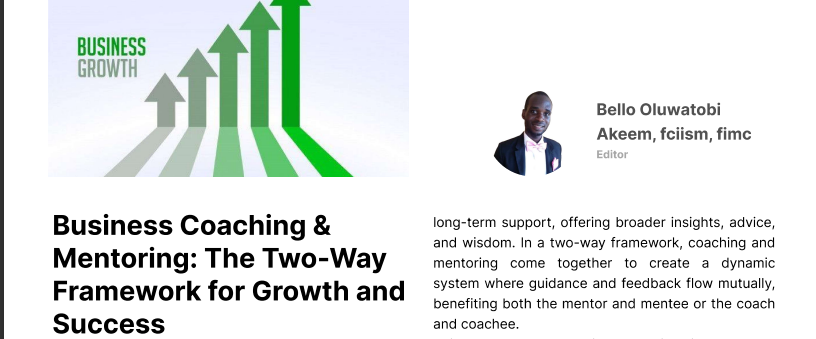 BUSINESS
GROWTH
Bello Oluwatobi
Akeem, fciism, fimc
Editor
Business Coaching &
Mentoring: The Two-Way
Framework for Growth and
Success
long-term support, offering broader insights, advice,
and wisdom. In a two-way framework, coaching and
mentoring come together to create a dynamic
system where guidance and feedback flow mutually,
benefiting both the mentor and mentee or the coach
and coachee.